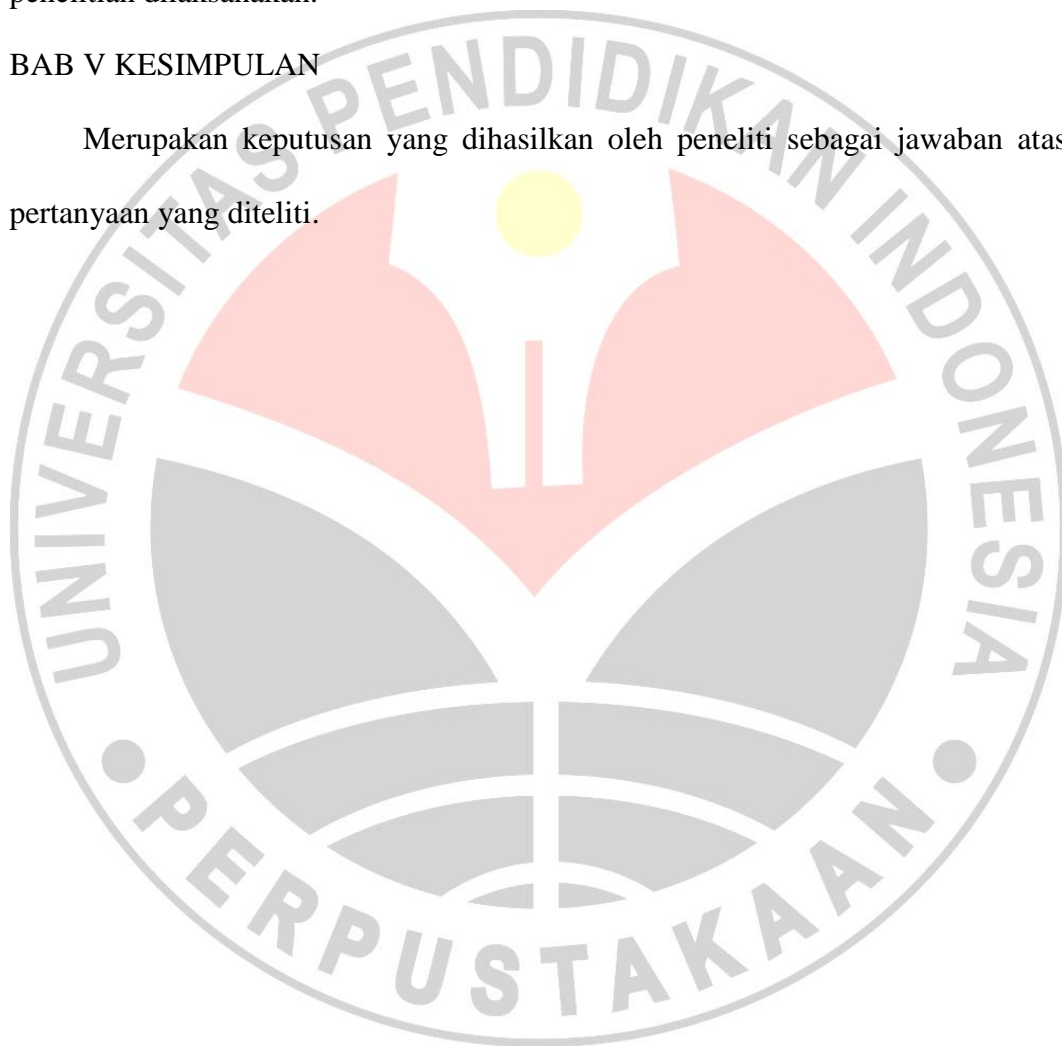 penelitian dilaksanakan.
BAB V KESIMPULAN
Merupakan keputusan yang dihasilkan oleh peneliti sebagai jawaban atas
pertanyaan yang diteliti.
UNIVERSITAS PENDIDIKAN INDONESIA
PERPUSTAKAAN